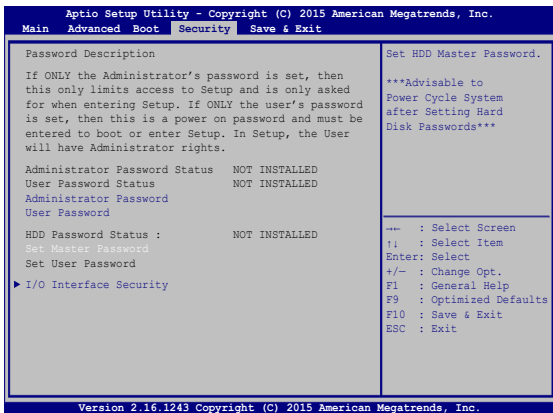 Aptio Setup Utility - Copyright (C) 2015 American Megatrends, Inc.
Main Advanced Boot Security Save & Exit
Password Description
If ONLY the Administrator's password is set, then
this only limits access to Setup and is only asked
for when entering Setup. If ONLY the user's password
is set, then this is a power on password and must be
entered to boot or enter Setup. In Setup, the User
will have Administrator rights.
Administrator Password Status NOT INSTALLED
User Password Status NOT INSTALLED
Administrator Password
User Password
HDD Password Status : NOT INSTALLED
Set Master Password
Set User Password
I/O Interface Security
Set HDD Master Password.
***Advisable to
Power Cycle System
after Setting Hard
Disk Passwords***
→← : Select Screen
↑↓ : Select Item
Enter: Select
+/— : Change Opt.
F1 : General Help
F9 : Optimized Defaults
F10 : Save & Exit
ESC : Exit
Version 2.16.1243 Copyright (C) 2015 American Megatrends, Inc.